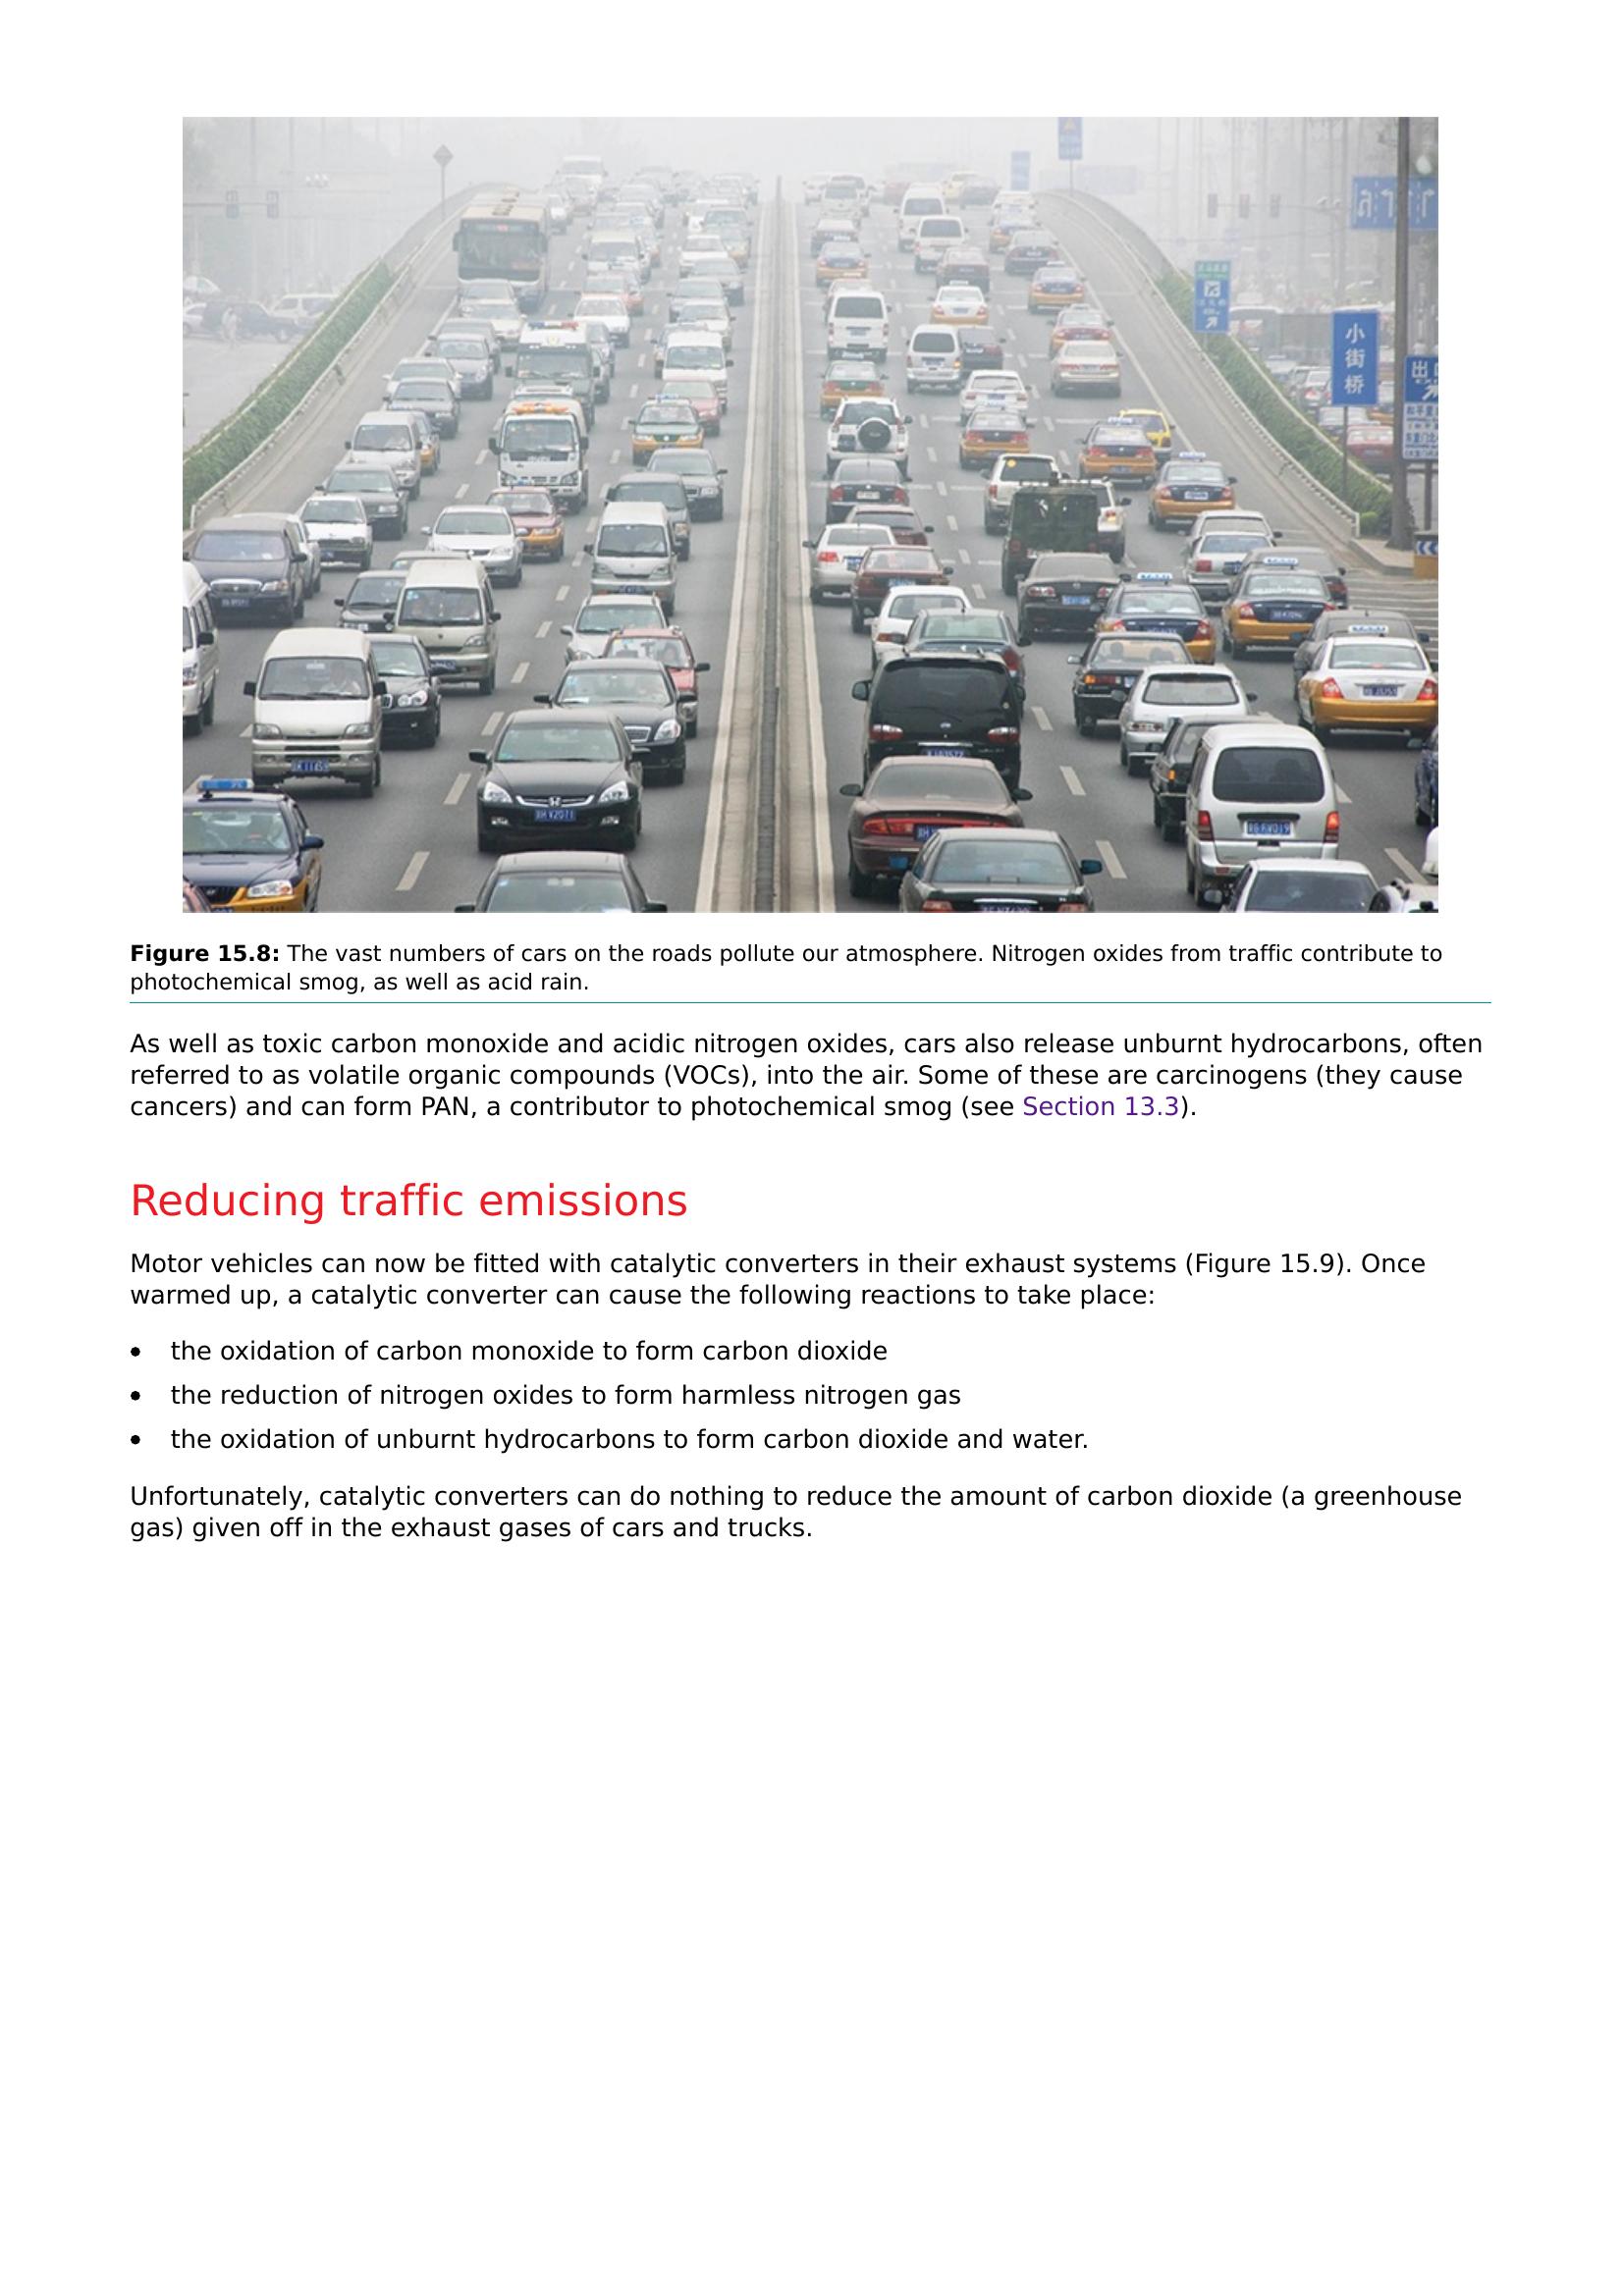 小
街
桥
出口
Figure 15.8: The vast numbers of cars on the roads pollute our atmosphere. Nitrogen oxides from traffic contribute to
photochemical smog, as well as acid rain.
As well as toxic carbon monoxide and acidic nitrogen oxides, cars also release unburnt hydrocarbons, often
referred to as volatile organic compounds (VOCs), into the air. Some of these are carcinogens (they cause
cancers) and can form PAN, a contributor to photochemical smog (see Section 13.3).
Reducing traffic emissions
Motor vehicles can now be fitted with catalytic converters in their exhaust systems (Figure 15.9). Once
warmed up, a catalytic converter can cause the following reactions to take place:
• the oxidation of carbon monoxide to form carbon dioxide
• the reduction of nitrogen oxides to form harmless nitrogen gas
• the oxidation of unburnt hydrocarbons to form carbon dioxide and water.
Unfortunately, catalytic converters can do nothing to reduce the amount of carbon dioxide (a greenhouse
gas) given off in the exhaust gases of cars and trucks.